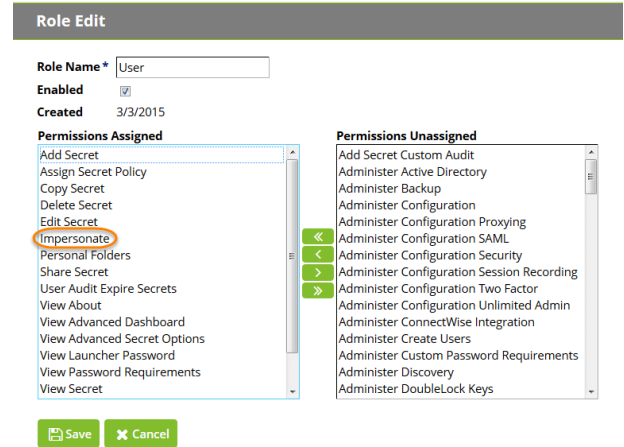 Role Edit
Role Name* User
Enabled
Created 3/3/2015
Permissions Assigned
Add Secret
Assign Secret Policy
Copy Secret
Delete Secret
Edit Secret
Impersonate
Personal Folders
Share Secret
User Audit Expire Secrets
View About
View Advanced Dashboard
View Advanced Secret Options
View Launcher Password
View Password Requirements
View Secret
Permissions Unassigned
Add Secret Custom Audit
Administer Active Directory
Administer Backup
Administer Configuration
Administer Configuration Proxying
Administer Configuration SAML
Administer Configuration Security
Administer Configuration Session Recording
Administer Configuration Two Factor
Administer Configuration Unlimited Admin
Administer ConnectWise Integration
Administer Create Users
Administer Custom Password Requirements
Administer Discovery
Administer DoubleLock Keys
Save Cancel